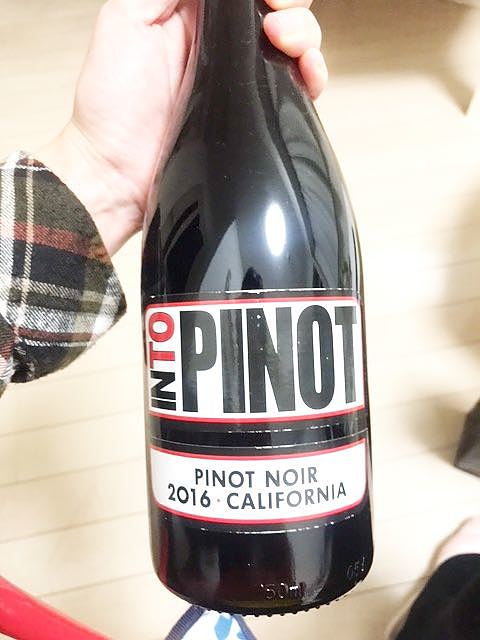 INTO
PINOT
PINOT NOIR
2016 · CALIFORNIA